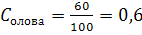 Cолова = 60/100 = 0,6